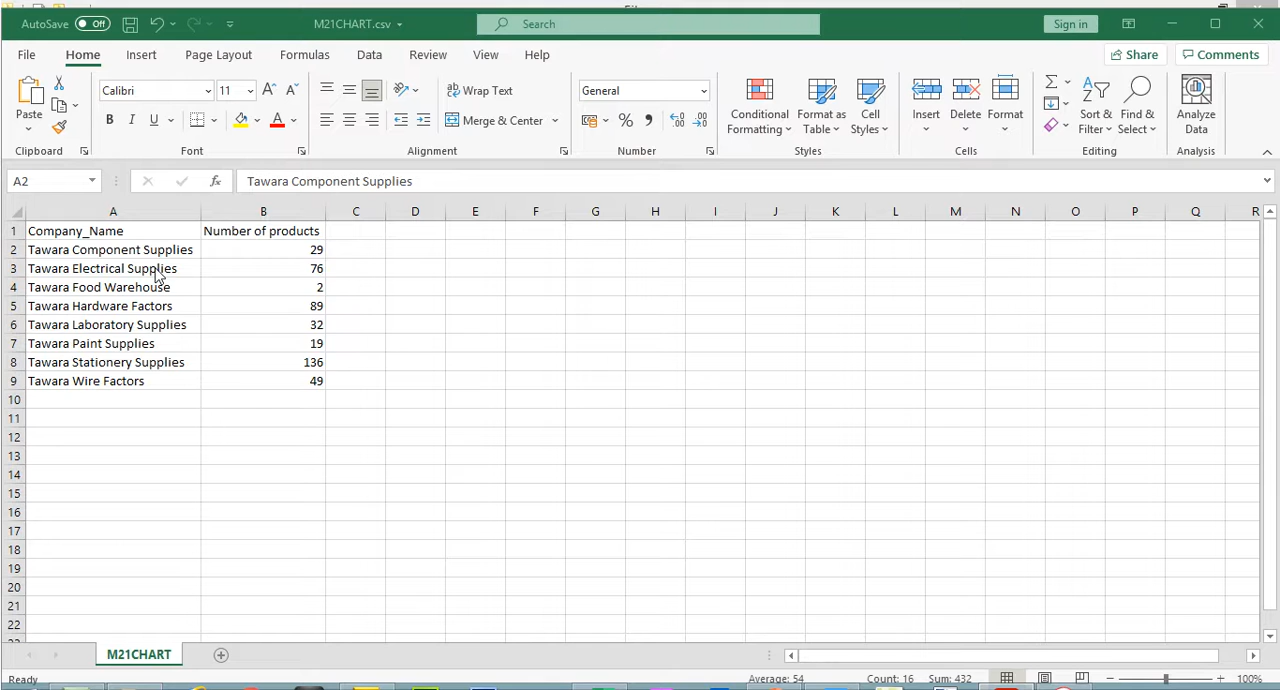 AutoSave Off M21CHART.csv Search Sign in
File Home Insert Page Layout Formulas Data Review View Help Share Comments
Paste
Clipboard
Calibri 11 A A
B I U A
Font
ab Wrap Text
Merge & Center
Alignment
General
% 9
Number
Conditional Formatting
Format as Table
Cell Styles
Styles
Insert
Delete
Format
Cells
Sort & Filter
Find & Select
Editing
Analyze Data
Analysis
A2 fx Tawara Component Supplies
A B C D E F G H I J K L M N O P Q R
1 Company_Name Number of products
2 Tawara Component Supplies 29
3 Tawara Electrical Supplies 76
4 Tawara Food Warehouse 2
5 Tawara Hardware Factors 89
6 Tawara Laboratory Supplies 32
7 Tawara Paint Supplies 19
8 Tawara Stationery Supplies 136
9 Tawara Wire Factors 49
10
11
12
13
14
15
16
17
18
19
20
21
22
M21CHART
Ready Average: 54 Count: 16 Sum: 432 100%